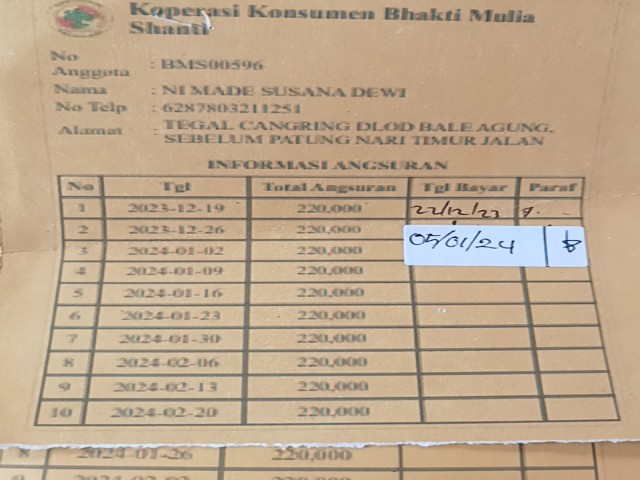 Koperasi Konsumen Bhakti Mulia
Shanti
No
Anggota : BMS00596
Nama : NI MADE SUSANA DEWI
No Telp : 6287803211251
Alamat : TEGAL CANGRING DLOD BALE AGUNG.
SEBELUM PATUNG NARI TIMUR JALAN
INFORMASI ANGSURAN
No Tgl Total Angsuran Tgl Bayar Paraf
1 2023-12-19 220,000 22/12/23
2 2023-12-26 220,000
3 2024-01-02 220,000 05/01/24
4 2024-01-09 220,000
5 2024-01-16 220,000
6 2024-01-23 220,000
7 2024-01-30 220,000
8 2024-02-06 220,000
9 2024-02-13 220,000
10 2024-02-20 220,000
8 2024-01-26 220,000